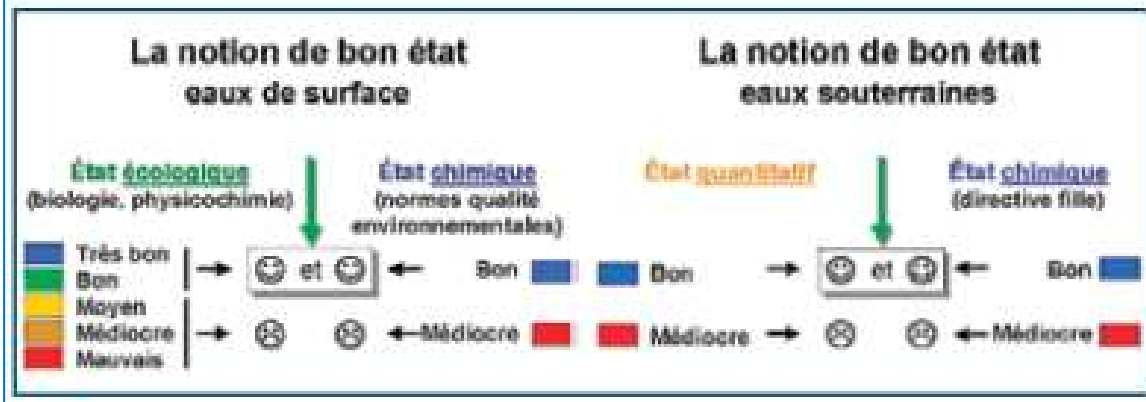 La notion de bon état
eaux de surface
État écologique
(biologie, physicochimie)
État chimique
(normes qualité
environnementales)
Très bon
Bon
Moyen
Médiocre
Mauvais
et
Bon
Médiocre
La notion de bon état
eaux souterraines
État quantitatif
État chimique
(directive fille)
Bon
Médiocre
et
Bon
Médiocre